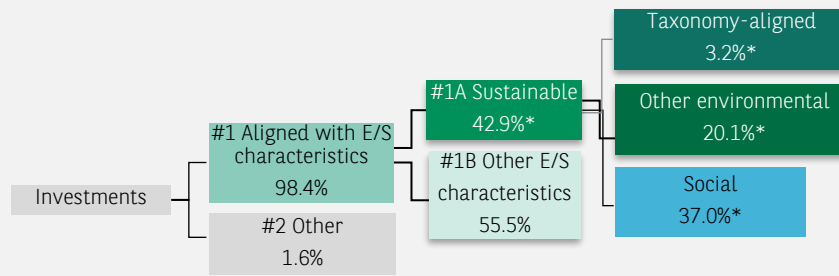 Investments
#1 Aligned with E/S
characteristics
98.4%
#2 Other
1.6%
#1A Sustainable
42.9%*
#1B Other E/S
characteristics
55.5%
Taxonomy-aligned
3.2%*
Other environmental
20.1%*
Social
37.0%*